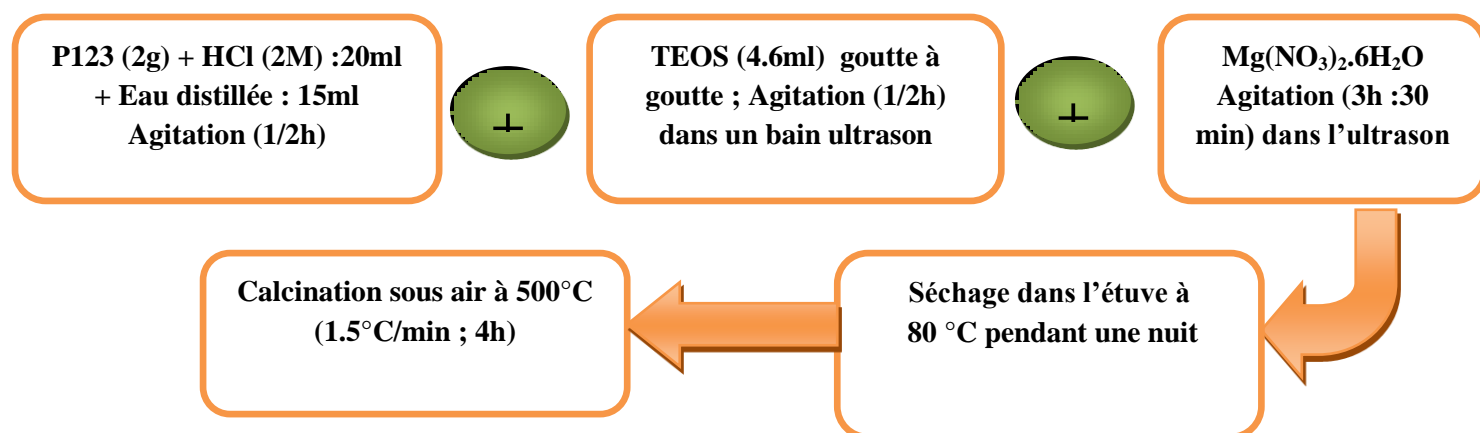 P123 (2g) + HCl (2M) :20ml
+ Eau distillée : 15ml
Agitation (1/2h)
+
TEOS (4.6ml) goutte à
goutte ; Agitation (1/2h)
dans un bain ultrason
+
Mg(NO₃)₂.6H₂O
Agitation (3h :30
min) dans l’ultrason
Calcination sous air à 500°C
(1.5°C/min ; 4h)
Séchage dans l’étuve à
80 °C pendant une nuit